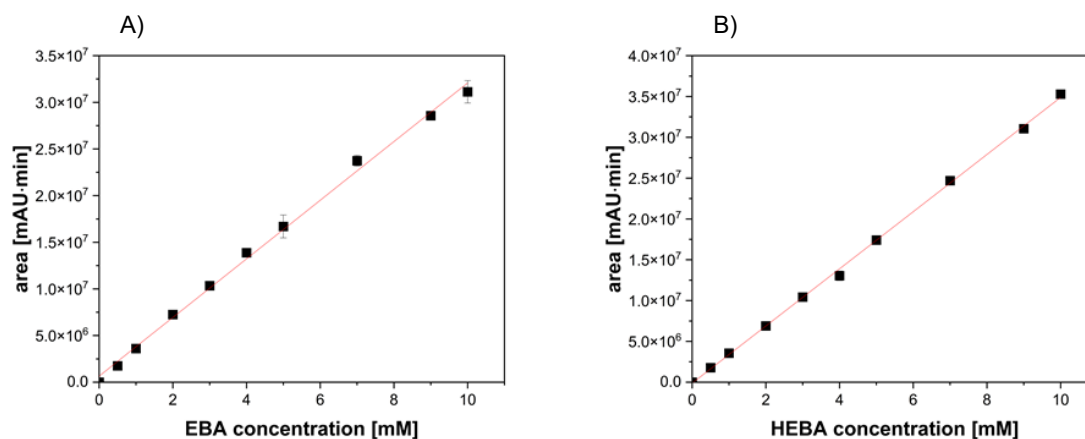 A)
3.5×10⁷
3.0×10⁷
2.5×10⁷
2.0×10⁷
1.5×10⁷
1.0×10⁷
5.0×10⁶
0.0
area [mAU·min]
0 2 4 6 8 10
EBA concentration [mM]
B)
4.0×10⁷
3.5×10⁷
3.0×10⁷
2.5×10⁷
2.0×10⁷
1.5×10⁷
1.0×10⁷
5.0×10⁶
0.0
area [mAU·min]
0 2 4 6 8 10
HEBA concentration [mM]